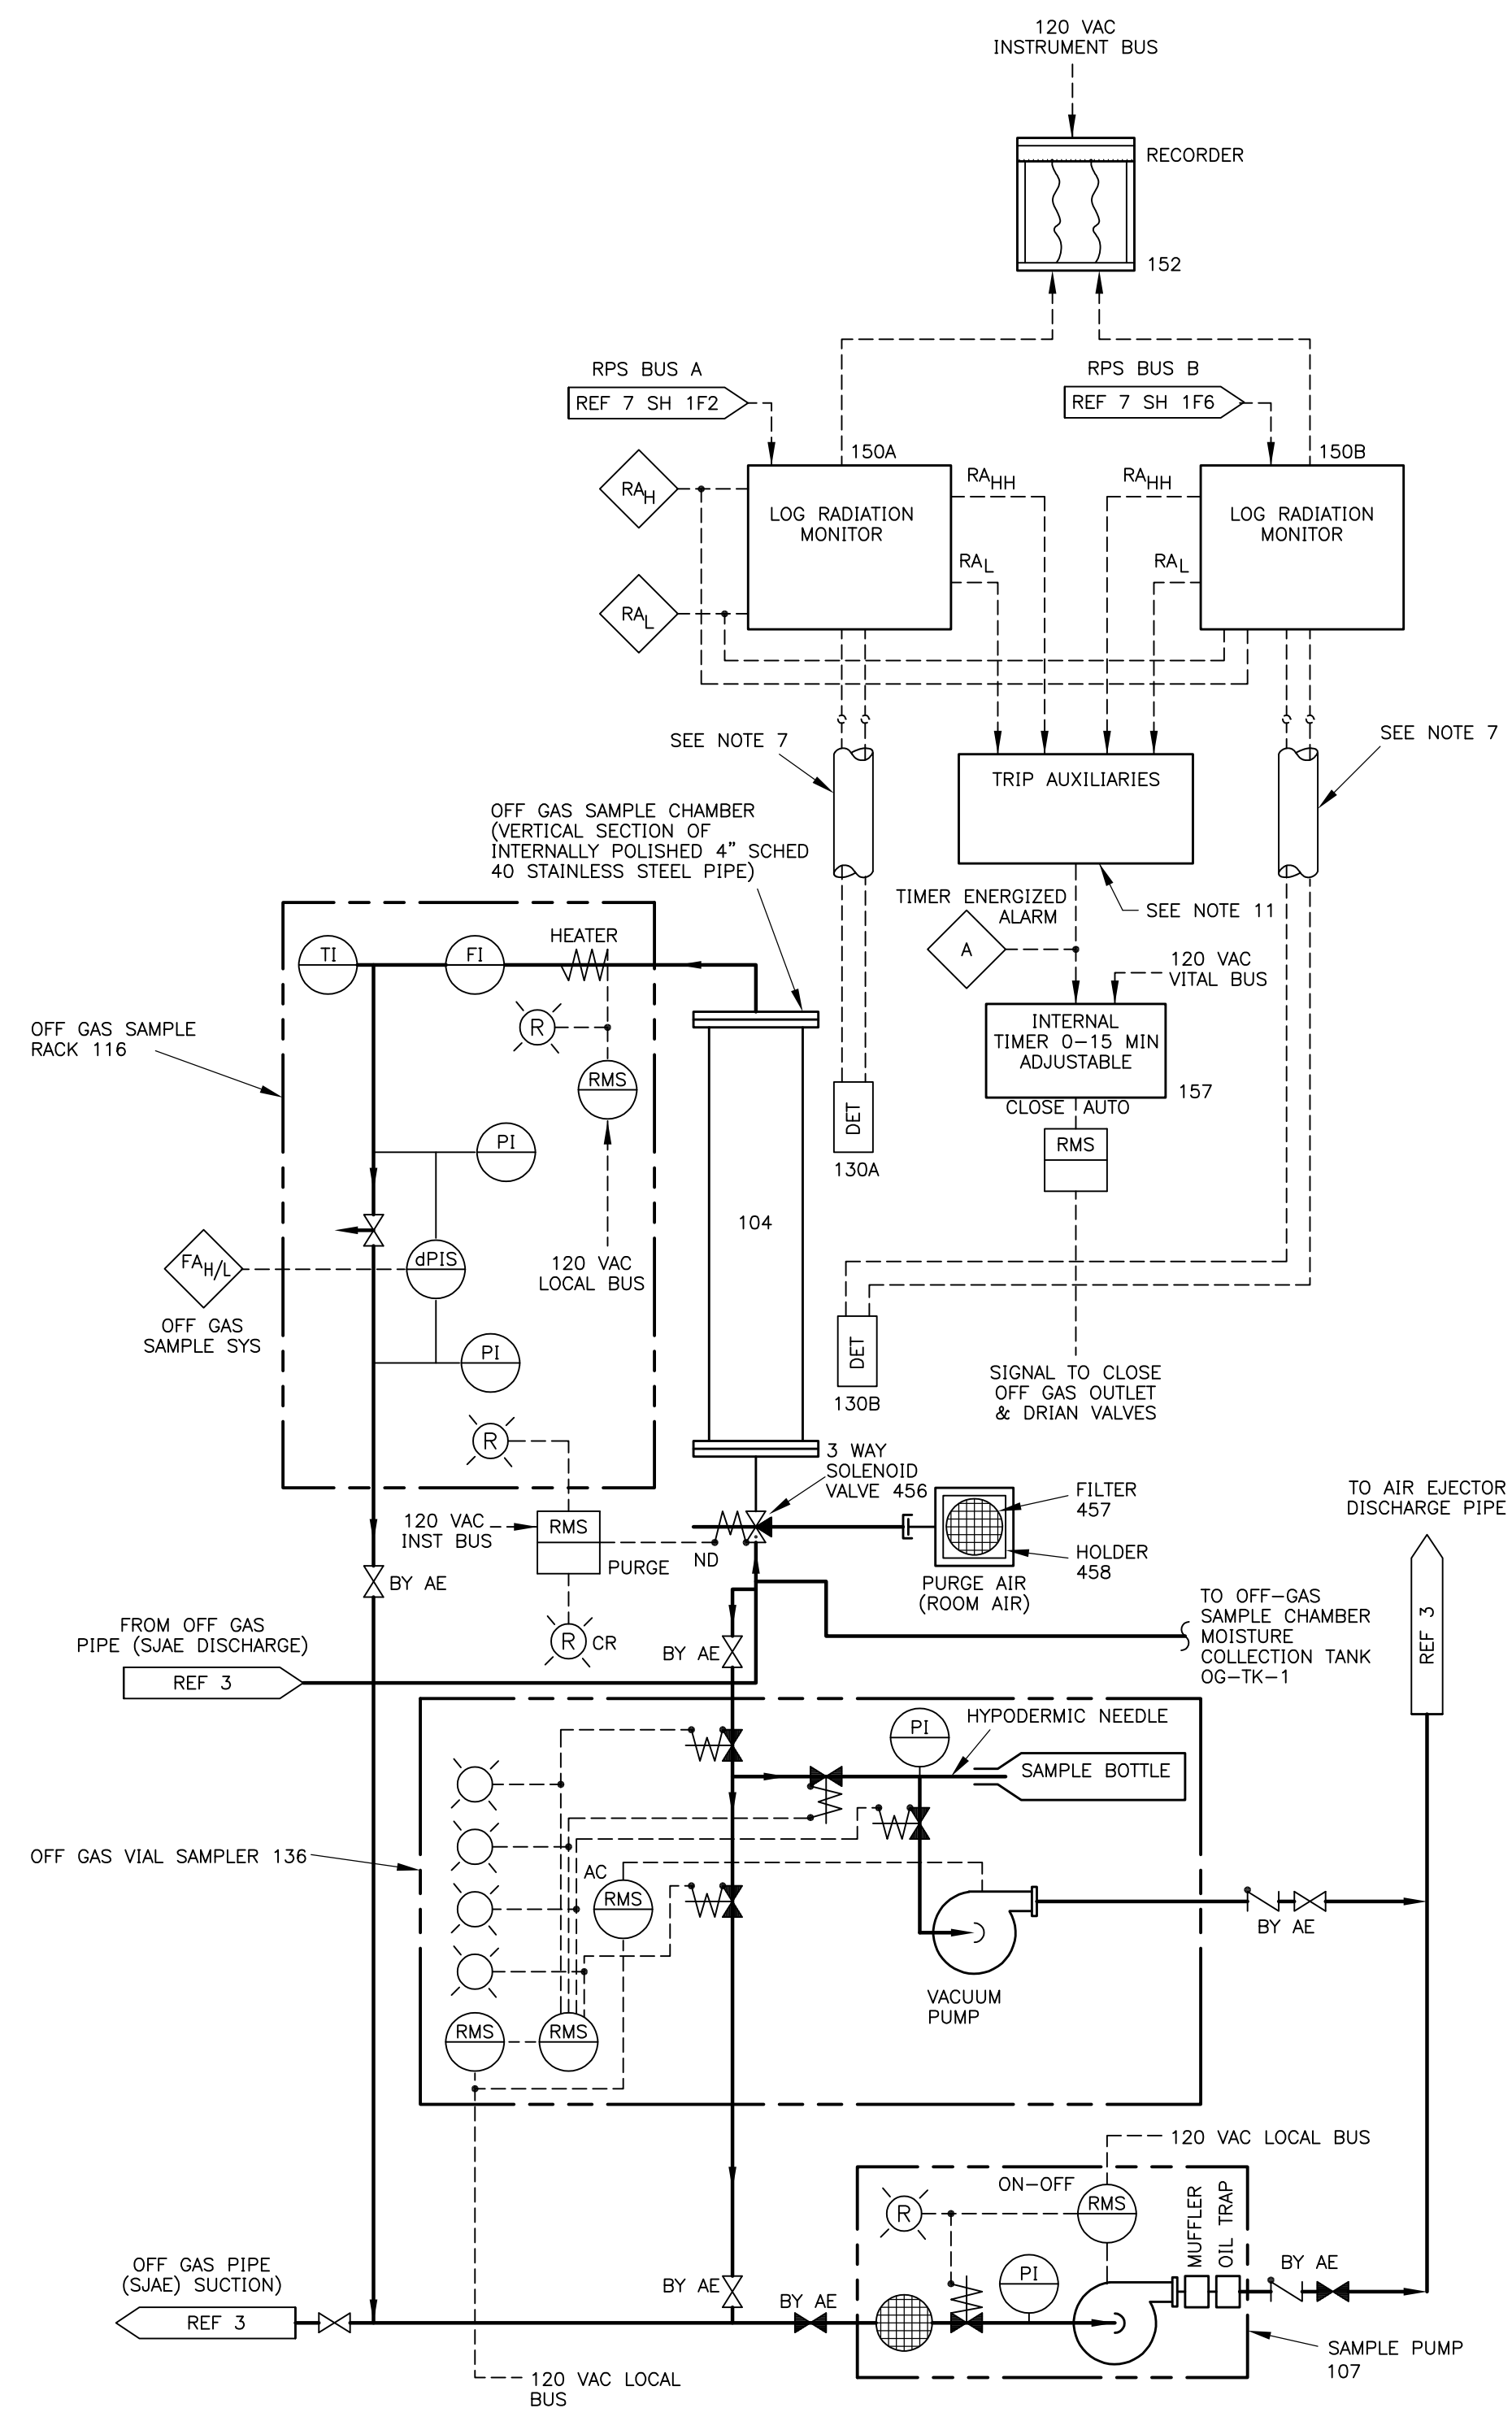 120 VAC
INSTRUMENT BUS
RECORDER
152
RPS BUS A
REF 7 SH 1F2
RPS BUS B
REF 7 SH 1F6
150A
150B
RAH
RAL
LOG RADIATION
MONITOR
RAHH
RAL
RAHH
RAL
LOG RADIATION
MONITOR
SEE NOTE 7
SEE NOTE 7
TRIP AUXILIARIES
OFF GAS SAMPLE CHAMBER
(VERTICAL SECTION OF
INTERNALLY POLISHED 4" SCHED
40 STAINLESS STEEL PIPE)
TIMER ENERGIZED
ALARM
SEE NOTE 11
A
120 VAC
VITAL BUS
HEATER
TI
FI
R
RMS
OFF GAS SAMPLE
RACK 116
INTERNAL
TIMER 0-15 MIN
ADJUSTABLE
157
CLOSE AUTO
RMS
DET
130A
PI
104
FAH/L
dPIS
120 VAC
LOCAL BUS
OFF GAS
SAMPLE SYS
PI
DET
130B
SIGNAL TO CLOSE
OFF GAS OUTLET
& DRIAN VALVES
R
3 WAY
SOLENOID
VALVE 456
FILTER
457
HOLDER
458
TO AIR EJECTOR
DISCHARGE PIPE
120 VAC
INST BUS
RMS
PURGE
ND
PURGE AIR
(ROOM AIR)
BY AE
FROM OFF GAS
PIPE (SJAE DISCHARGE)
REF 3
R
CR
BY AE
TO OFF-GAS
SAMPLE CHAMBER
MOISTURE
COLLECTION TANK
OG-TK-1
REF 3
PI
HYPODERMIC NEEDLE
SAMPLE BOTTLE
OFF GAS VIAL SAMPLER 136
AC
RMS
BY AE
VACUUM
PUMP
RMS
RMS
120 VAC LOCAL BUS
ON-OFF
R
RMS
MUFFLER
OIL TRAP
PI
BY AE
OFF GAS PIPE
(SJAE) SUCTION)
REF 3
BY AE
BY AE
SAMPLE PUMP
107
120 VAC LOCAL
BUS